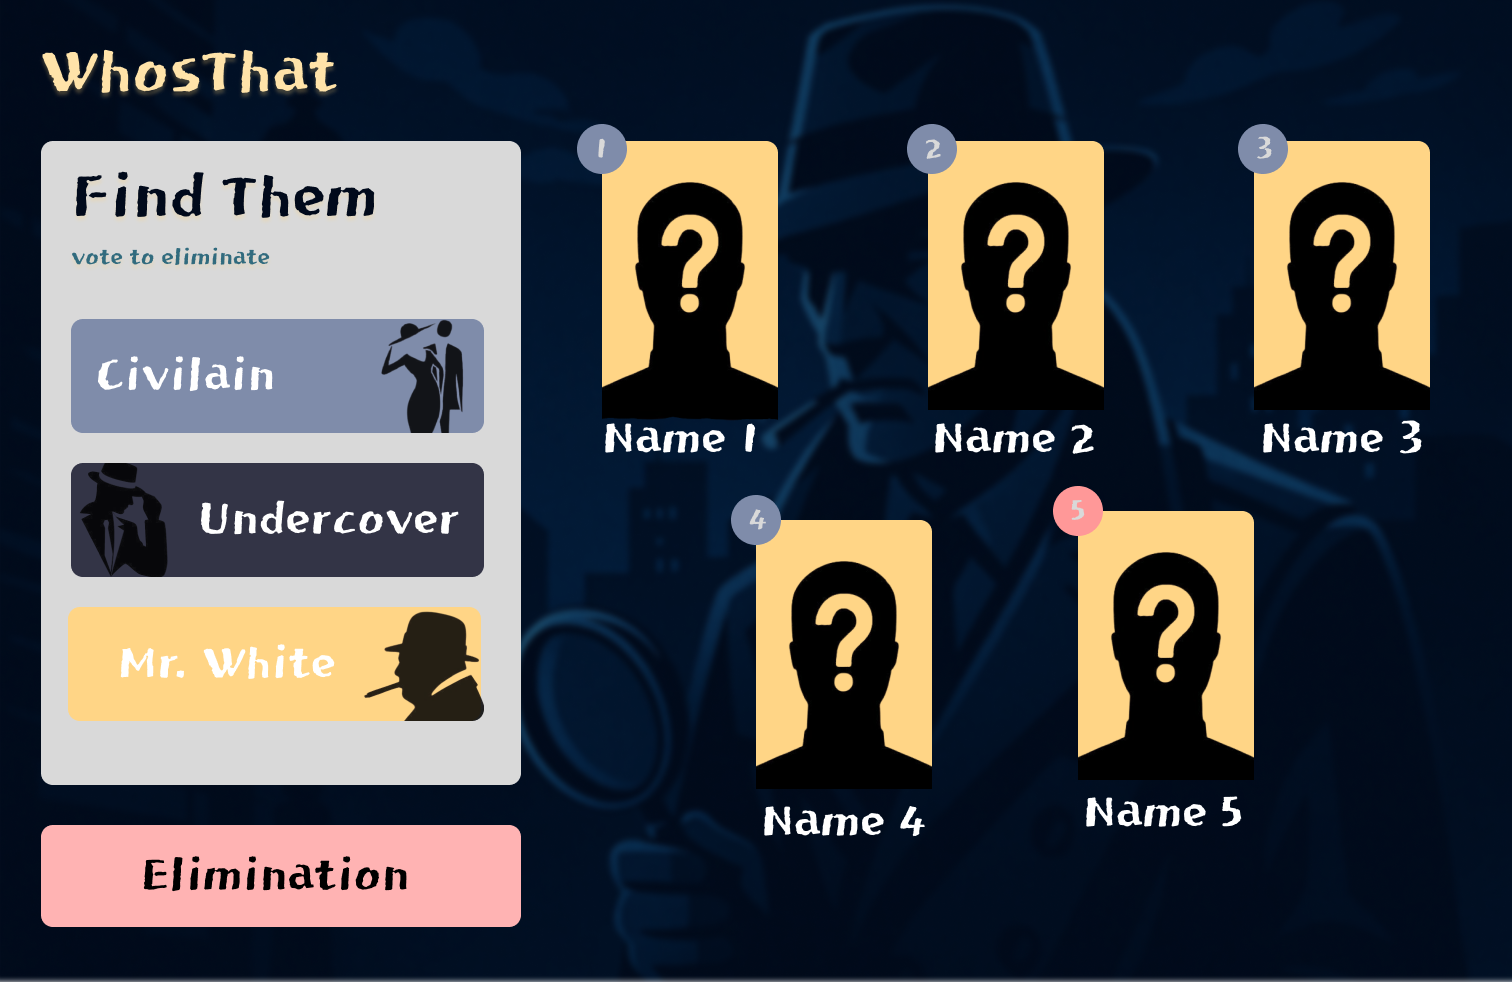 WhosThat
Find Them
vote to eliminate
Civilain
Undercover
Mr. White
Elimination
1
2
3
?
?
?
Name 1
Name 2
Name 3
4
5
?
?
Name 4
Name 5